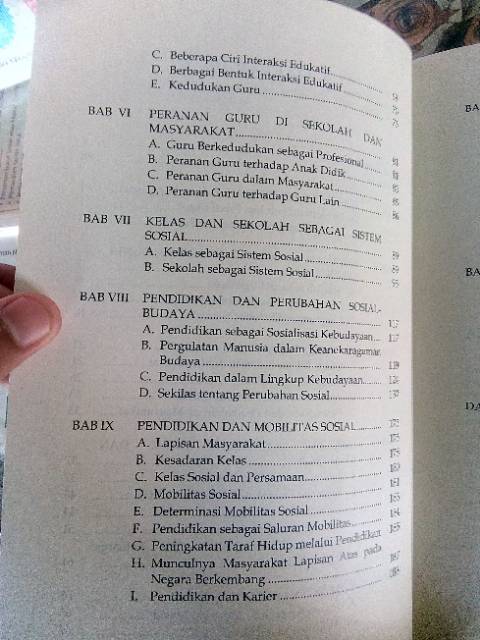 C. Beberapa Ciri Interaksi Edukatif
D. Berbagai Bentuk Interaksi Edukatif
E. Kedudukan Guru
BAB VI PERANAN GURU DI SEKOLAH DAN
MASYARAKAT
A. Guru Berkedudukan sebagai Profesional
B. Peranan Guru terhadap Anak Didik
C. Peranan Guru dalam Masyarakat
D. Peranan Guru terhadap Guru Lain
BAB VII KELAS DAN SEKOLAH SEBAGAI SISTEM
SOSIAL
A. Kelas sebagai Sistem Sosial
B. Sekolah sebagai Sistem Sosial
BAB VIII PENDIDIKAN DAN PERUBAHAN SOSIAL-
BUDAYA
A. Pendidikan sebagai Sosialisasi Kebudayaan
B. Pergulatan Manusia dalam Keanekaragaman
Budaya
C. Pendidikan dalam Lingkup Kebudayaan
D. Sekilas tentang Perubahan Sosial
BAB IX PENDIDIKAN DAN MOBILITAS SOSIAL
A. Lapisan Masyarakat
B. Kesadaran Kelas
C. Kelas Sosial dan Persamaan
D. Mobilitas Sosial
E. Determinasi Mobilitas Sosial
F. Pendidikan sebagai Saluran Mobilitas
G. Peningkatan Taraf Hidup melalui Pendidikan
H. Munculnya Masyarakat Lapisan Atas pada
Negara Berkembang
I. Pendidikan dan Karier
BA
BA
DA